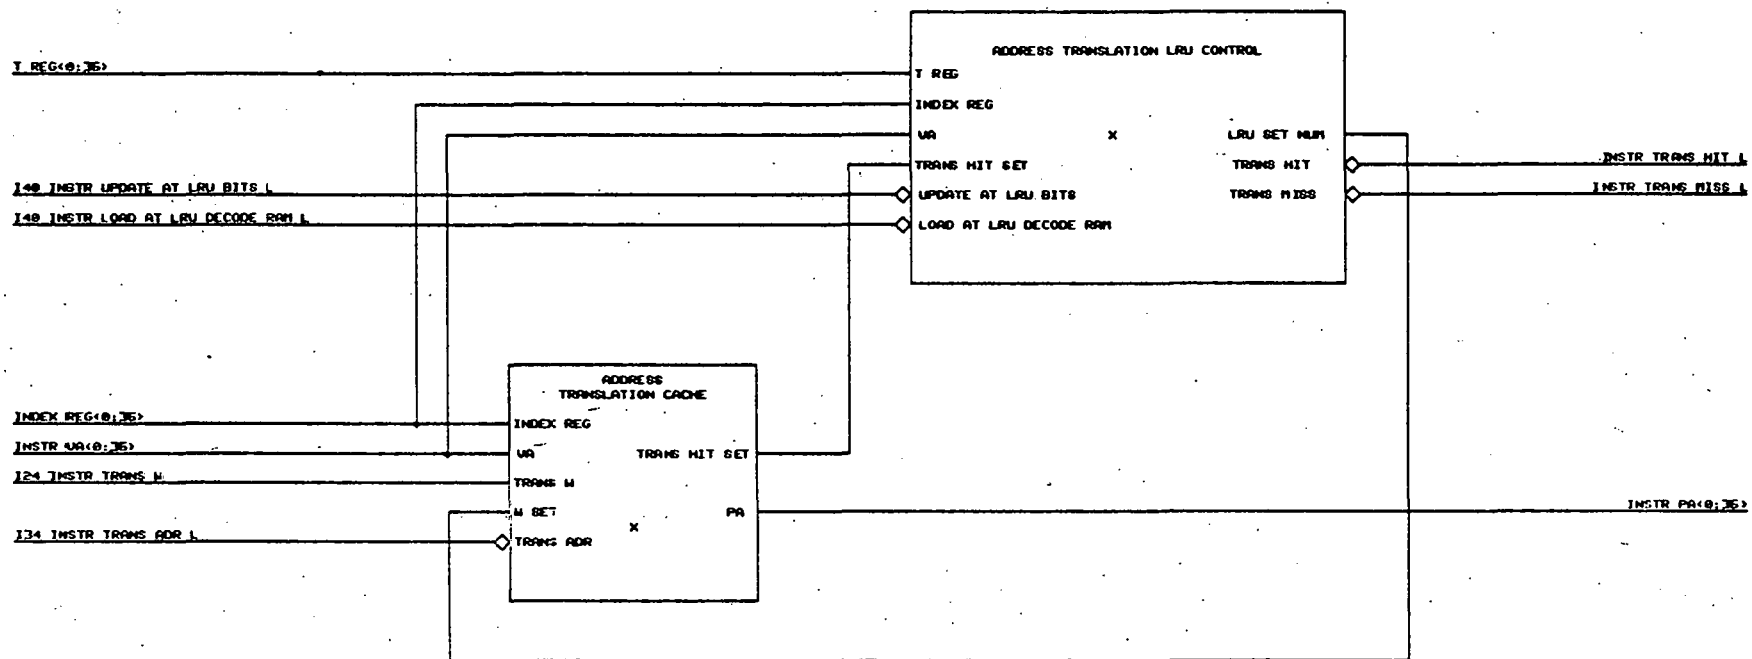 ADDRESS TRANSLATION LRU CONTROL
T REG<0:36>
T REG
INDEX REG
VA
X
LRU SET NUM
TRANS HIT SET
TRANS HIT
INSTR TRANS HIT L
I40 INSTR UPDATE AT LRU BITS L
UPDATE AT LRU BITS
TRANS MISS
INSTR TRANS MISS L
I40 INSTR LOAD AT LRU DECODE RAM L
LOAD AT LRU DECODE RAM
ADDRESS
TRANSLATION CACHE
INDEX REG<0:36>
INDEX REG
INSTR VA<0:36>
VA
TRANS HIT SET
I24 INSTR TRANS W
TRANS W
W SET
PA
INSTR PA<0:36>
X
I34 INSTR TRANS ADR L
TRANS ADR